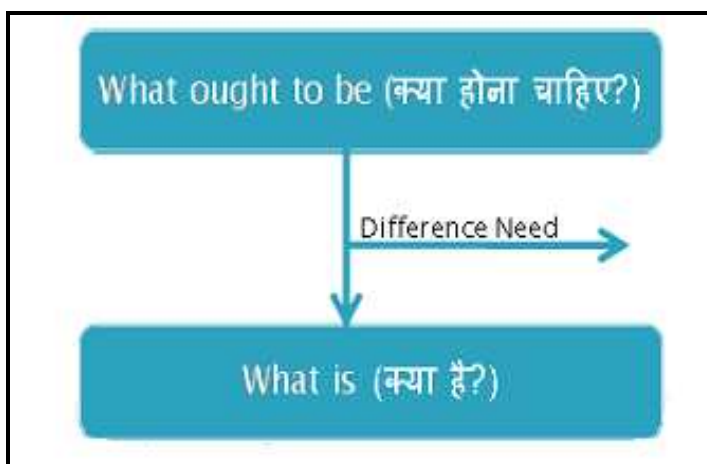 What ought to be (क्या होना चाहिए?)
Difference Need
What is (क्या है?)